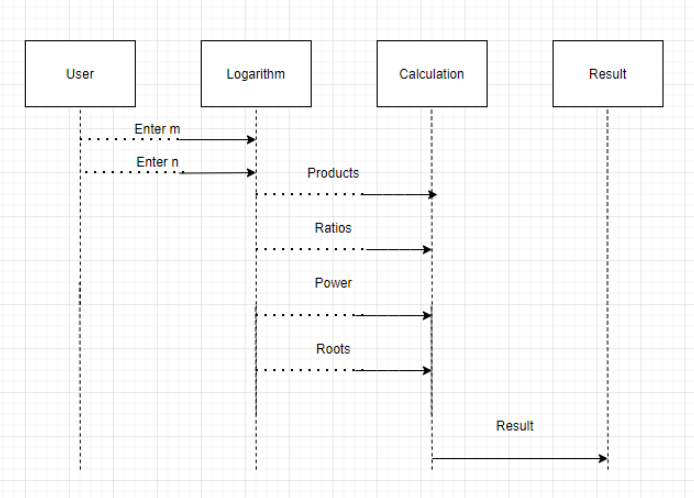 User
Logarithm
Calculation
Result
Enter m
Enter n
Products
Ratios
Power
Roots
Result